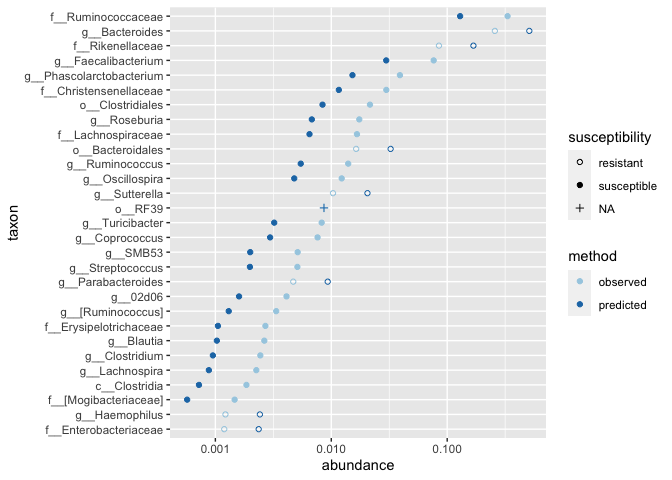 f__Ruminococcaceae
g__Bacteroides
f__Rikenellaceae
g__Faecalibacterium
g__Phascolarctobacterium
f__Christensenellaceae
o__Clostridiales
g__Roseburia
f__Lachnospiraceae
o__Bacteroidales
g__Ruminococcus
g__Oscillospira
g__Sutterella
o__RF39
g__Turicibacter
g__Coprococcus
g__SMB53
g__Streptococcus
g__Parabacteroides
g__02d06
g__[Ruminococcus]
f__Erysipelotrichaceae
g__Blautia
g__Clostridium
g__Lachnospira
c__Clostridia
f__[Mogibacteriaceae]
g__Haemophilus
f__Enterobacteriaceae
taxon
0.001 0.010 0.100
abundance
susceptibility
resistant
susceptible
NA
method
observed
predicted